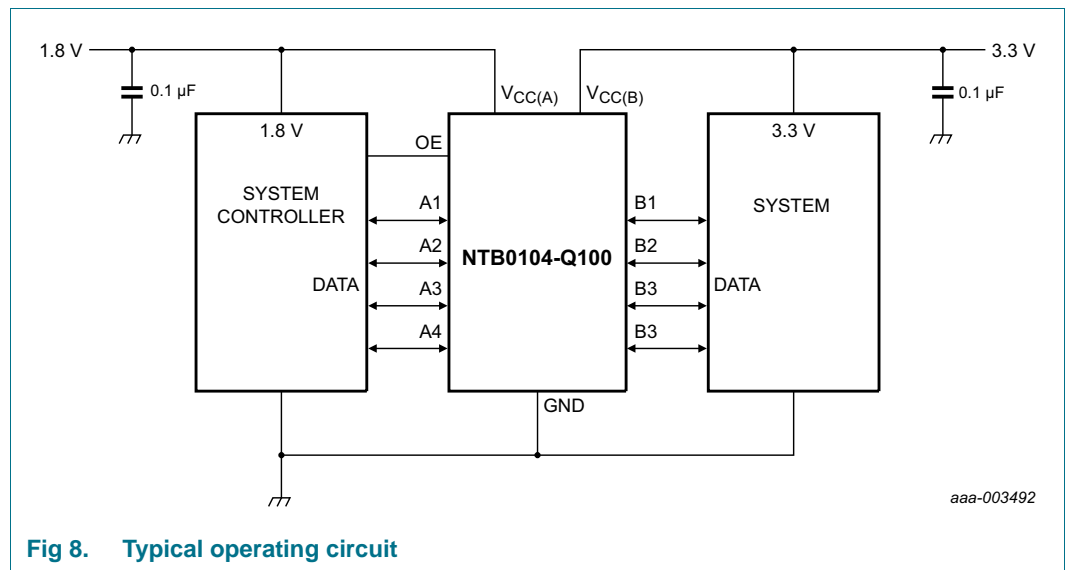 1.8 V
3.3 V
0.1 µF
VCC(A)
VCC(B)
0.1 µF
1.8 V
3.3 V
OE
SYSTEM
CONTROLLER
A1
B1
SYSTEM
A2
NTB0104-Q100
B2
DATA
A3
B3
DATA
A4
B3
GND
aaa-003492
Fig 8. Typical operating circuit